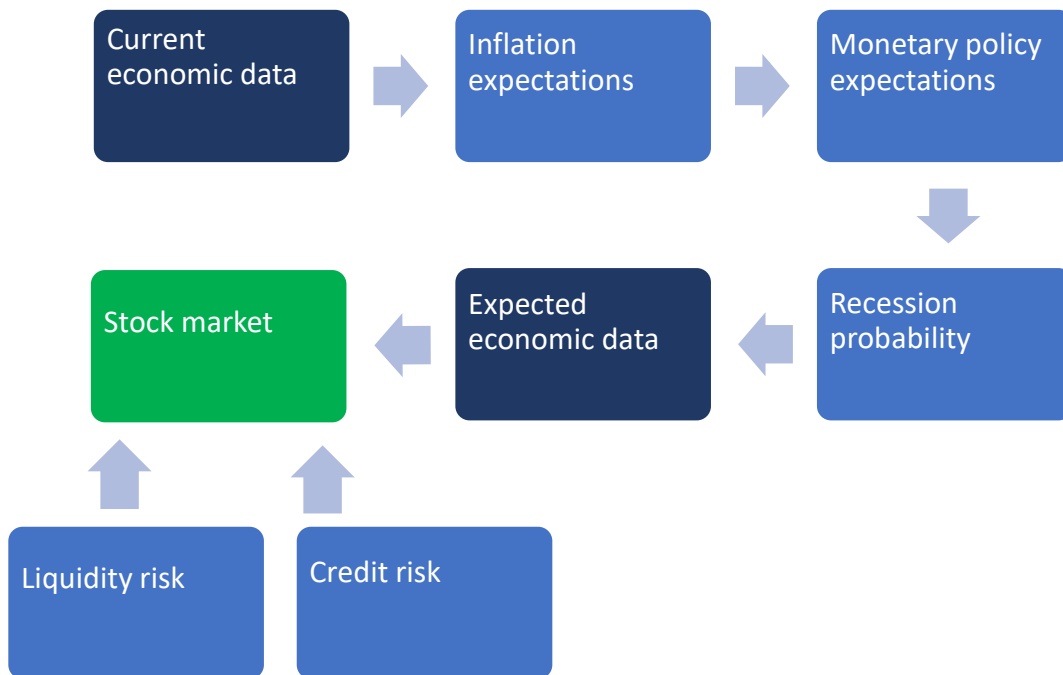 Current
economic data
Inflation
expectations
Monetary policy
expectations
Stock market
Expected
economic data
Recession
probability
Liquidity risk
Credit risk